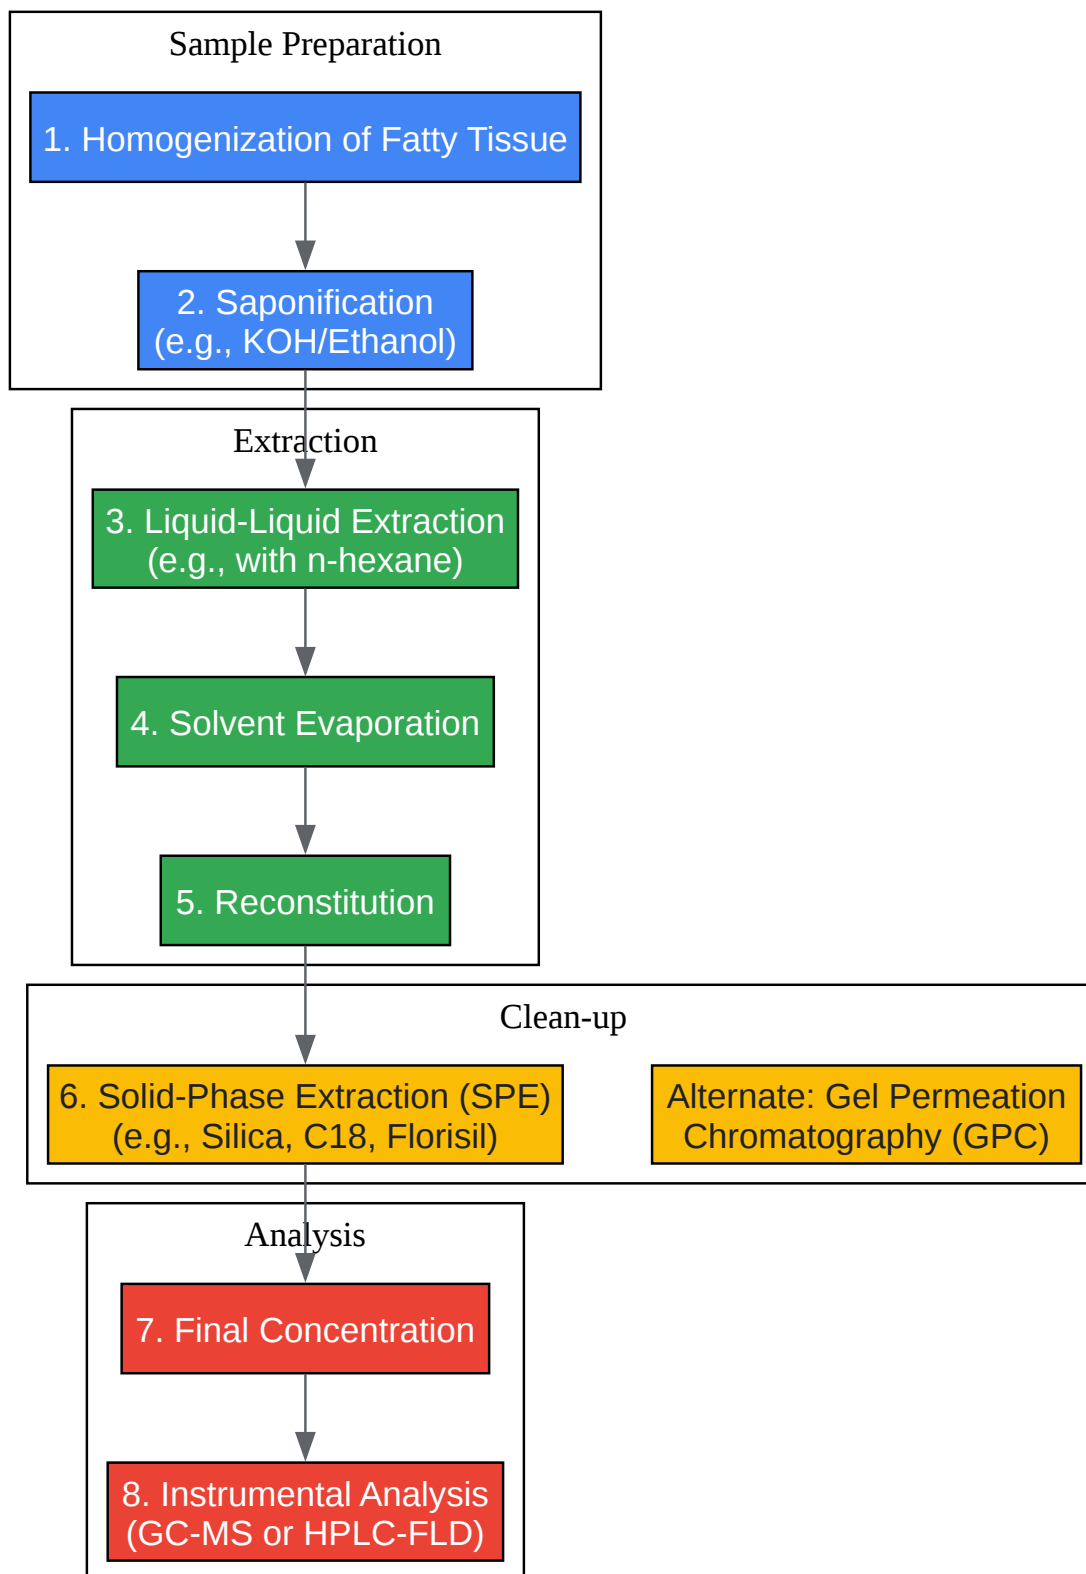 Sample Preparation
1. Homogenization of Fatty Tissue
2. Saponification
(e.g., KOH/Ethanol)
Extraction
3. Liquid-Liquid Extraction
(e.g., with n-hexane)
4. Solvent Evaporation
5. Reconstitution
Clean-up
6. Solid-Phase Extraction (SPE)
(e.g., Silica, C18, Florisil)
Alternate: Gel Permeation
Chromatography (GPC)
Analysis
7. Final Concentration
8. Instrumental Analysis
(GC-MS or HPLC-FLD)